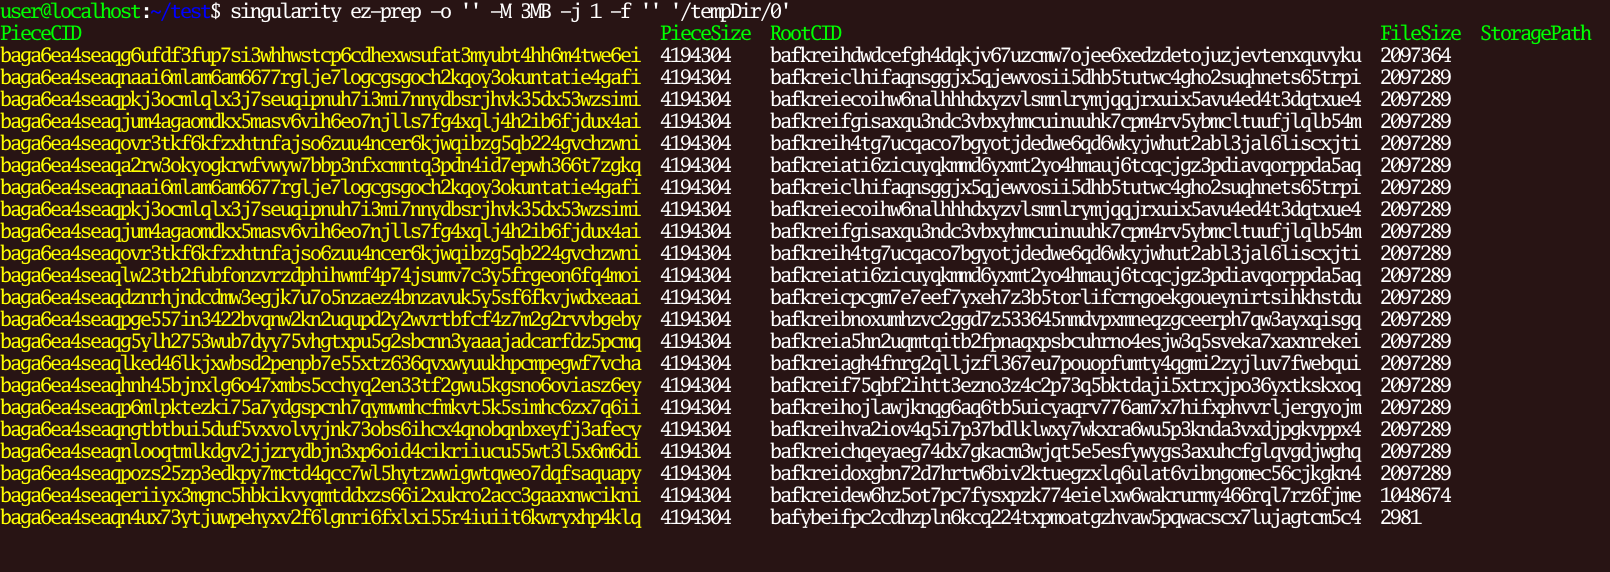 user@localhost:~/test$ singularity ez-prep -o '' -M 3MB -j 1 -f '' '/tempDir/0'
PieceCID PieceSize RootCID FileSize StoragePath
baga6ea4seaqg6ufdf3fup7si3whhwstcp6cdhexwsufat3myubt4hh6m4twe6ei 4194304 bafkreihdwdcefgh4dqkjv67uzcmw7ojee6xedzdetojuzjevtenxquvyku 2097364
baga6ea4seaqnaai6mlam6am6677rglje7logcgsgoch2kqoy3okuntatie4gafi 4194304 bafkreiclhifaqnsggjx5qjewvosii5dhb5tutwc4gho2suqhnets65trpi 2097289
baga6ea4seaqpkj3ocmlqlx3j7seuqipnuh7i3mi7nnydbsrjhvk35dx53wzsimi 4194304 bafkreiecoihw6nalhhhdxyzvlsmnlrymjqqjrxuix5avu4ed4t3dqtxue4 2097289
baga6ea4seaqjum4agaomdkx5masv6vih6eo7njlls7fg4xqlj4h2ib6fjdux4ai 4194304 bafkreifgisaxqu3ndc3vbxyhmcuinuuhk7cpm4rv5ybmcltuufjlqlb54m 2097289
baga6ea4seaqovr3tkf6kfzxhtnfajso6zuu4ncer6kjwqibzg5qb224gvchzwni 4194304 bafkreih4tg7ucqaco7bgyotjdedwe6qd6wkyjwhut2abl3jal6liscxjti 2097289
baga6ea4seaqa2rw3okyogkrwfvwyw7bbp3nfxcmntq3pdn4id7epwh366t7zgkq 4194304 bafkreiati6zicuyqkmmd6yxmt2yo4hmauj6tcqcjgz3pdiavqorppda5aq 2097289
baga6ea4seaqnaai6mlam6am6677rglje7logcgsgoch2kqoy3okuntatie4gafi 4194304 bafkreiclhifaqnsggjx5qjewvosii5dhb5tutwc4gho2suqhnets65trpi 2097289
baga6ea4seaqpkj3ocmlqlx3j7seuqipnuh7i3mi7nnydbsrjhvk35dx53wzsimi 4194304 bafkreiecoihw6nalhhhdxyzvlsmnlrymjqqjrxuix5avu4ed4t3dqtxue4 2097289
baga6ea4seaqjum4agaomdkx5masv6vih6eo7njlls7fg4xqlj4h2ib6fjdux4ai 4194304 bafkreifgisaxqu3ndc3vbxyhmcuinuuhk7cpm4rv5ybmcltuufjlqlb54m 2097289
baga6ea4seaqovr3tkf6kfzxhtnfajso6zuu4ncer6kjwqibzg5qb224gvchzwni 4194304 bafkreih4tg7ucqaco7bgyotjdedwe6qd6wkyjwhut2abl3jal6liscxjti 2097289
baga6ea4seaqlw23tb2fubfonzvrzdphihwmf4p74jsumv7c3y5frgeon6fq4moi 4194304 bafkreiati6zicuyqkmmd6yxmt2yo4hmauj6tcqcjgz3pdiavqorppda5aq 2097289
baga6ea4seaqdznrhjndcdmw3egjk7u7o5nzaez4bnzavuk5y5sf6fkvjwdxeaai 4194304 bafkreicpcgm7e7eef7yxeh7z3b5torlifcrngoekgoueynirtsihkhstdu 2097289
baga6ea4seaqpge557in3422bvqnw2kn2uqupd2y2wvrtbfcf4z7m2g2rvvbgeby 4194304 bafkreibnoxumhzvc2ggd7z533645nmdvpxmneqzgceerph7qw3ayxqisgq 2097289
baga6ea4seaqg5ylh2753wub7dyy75vhgtxpu5g2sbcnn3yaaajadcarfdz5pcmq 4194304 bafkreia5hn2uqmtqitb2fpnaqxpsbcuhrno4esjw3q5sveka7xaxnrekei 2097289
baga6ea4seaqlked46lkjxwbsd2penpb7e55xtz636qvxwyuukhpcmpegwf7vcha 4194304 bafkreiagh4fnrg2qlljzfl367eu7pouopfumty4qgmi2zyjluv7fwebqui 2097289
baga6ea4seaqhnh45bjnxlg6o47xmbs5cchyg2en33tf2gwu5kgsno6oviasz6ey 4194304 bafkreif75qbf2ihtt3ezno3z4c2p73q5bktdaji5xtrxjpo36yxtkskxoq 2097289
baga6ea4seaqp6mlpktezki75a7ydgspcnh7qymwmhcfmkvt5k5simhc6zx7q6ii 4194304 bafkreihojlawjknqg6aq6tb5uicyaqrv776am7x7hifxphvvrljergyojm 2097289
baga6ea4seaqngtbtbui5duf5vxvolvyjnk73obs6ihcx4qnobqnbxeyfj3afecy 4194304 bafkreihva2iov4q5i7p37bdlklwxy7wkxra6wu5p3knda3vxdjpgkvppx4 2097289
baga6ea4seaqnlooqtmlkdgv2jjzrydbjn3xp6oid4cikriiucu55wt3l5x6m6di 4194304 bafkreichqeyaeg74dx7gkacm3wjqt5e5esfywygs3axuhcfglqvgdjwghq 2097289
baga6ea4seaqpozs25zp3edkpy7mctd4qcc7wl5hytzwwigwtqweo7dqfsaquapy 4194304 bafkreidoxgbn72d7hrtw6biv2ktuegzxlq6ulat6vibngomec56cjkgkn4 2097289
baga6ea4seaqeriiyx3mgnc5hbkikvyqmtddxzs66i2xukro2acc3gaaxnwcikni 4194304 bafkreidew6hz5ot7pc7fysxpzk774eielxw6wakrurmy466rql7rz6fjme 1048674
baga6ea4seaqn4ux73ytjuwpehyxv2f6lgnri6fxlxi55r4iuiit6kwryxhp4klq 4194304 bafybeifpc2cdhzpln6kcq224txpmoatgzhvaw5pqwacscx7lujagtcm5c4 2981